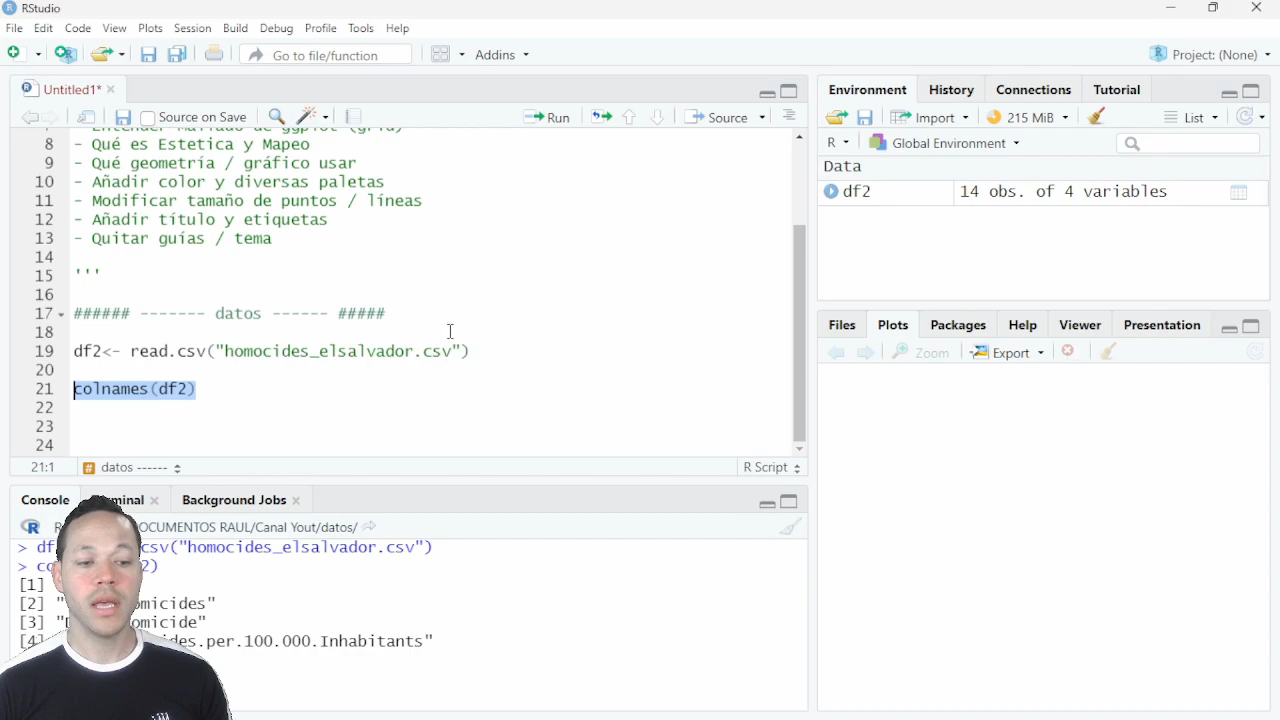 RStudio
File Edit Code View Plots Session Build Debug Profile Tools Help
Go to file/function Addins Project: (None)
Untitled1*
Source on Save Run Source
8 - Qué es Estetica y Mapeo
9 - Qué geometría / gráfico usar
10 - Añadir color y diversas paletas
11 - Modificar tamaño de puntos / líneas
12 - Añadir título y etiquetas
13 - Quitar guías / tema
14
15 '''
16
17 ###### ------- datos ------ #####
18
19 df2<- read.csv("homocides_elsalvador.csv")
20
21 colnames(df2)
22
23
24
21:1 datos ------ R Script
Console Background Jobs
DOCUMENTOS RAUL/Canal Yout/datos/
> csv("homocides_elsalvador.csv")
>
[1]
[2]
[3]
.per.100.000.Inhabitants"
Environment History Connections Tutorial
Import 215 MiB List
R Global Environment
Data
df2 14 obs. of 4 variables
Files Plots Packages Help Viewer Presentation
Zoom Export